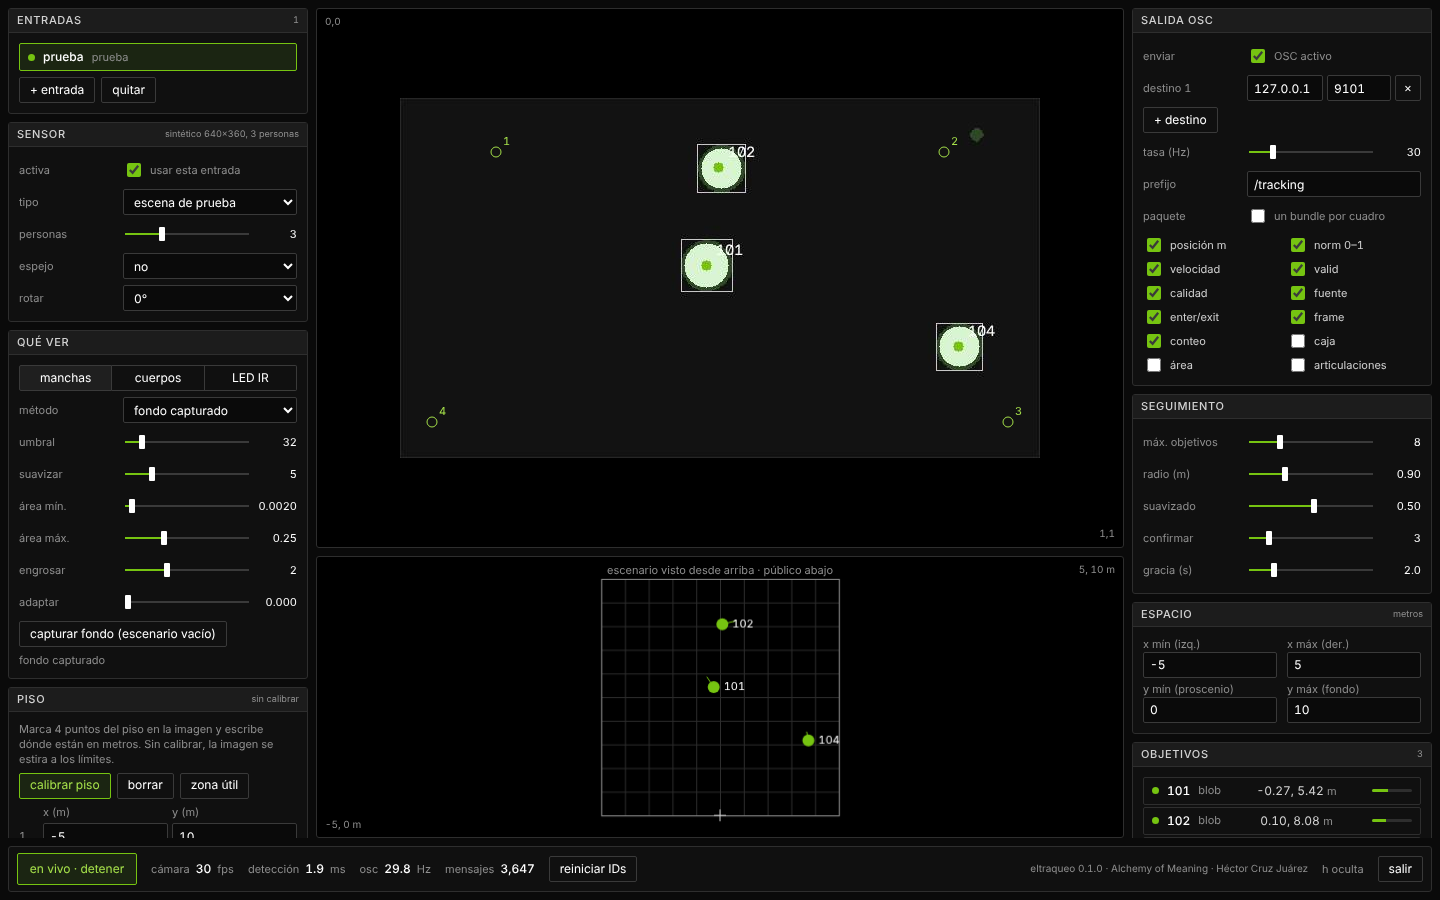 ENTRADAS 1
prueba prueba
+ entrada quitar
SENSOR sintético 640×360, 3 personas
activa usar esta entrada
tipo escena de prueba
personas 3
espejo no
rotar 0°
QUÉ VER
manchas cuerpos LED IR
método fondo capturado
umbral 32
suavizar 5
área mín. 0.0020
área máx. 0.25
engrosar 2
adaptar 0.000
capturar fondo (escenario vacío)
fondo capturado
PISO sin calibrar
Marca 4 puntos del piso en la imagen y escribe
dónde están en metros. Sin calibrar, la imagen se
estira a los límites.
calibrar piso borrar zona útil
x (m) y (m)
1 -5 10
0,0
1
2
102
101
104
4
3
1,1
escenario visto desde arriba · público abajo
5, 10 m
102
101
104
-5, 0 m
SALIDA OSC
enviar OSC activo
destino 1 127.0.0.1 9101 ×
+ destino
tasa (Hz) 30
prefijo /tracking
paquete un bundle por cuadro
posición m norm 0–1
velocidad valid
calidad fuente
enter/exit frame
conteo caja
área articulaciones
SEGUIMIENTO
máx. objetivos 8
radio (m) 0.90
suavizado 0.50
confirmar 3
gracia (s) 2.0
ESPACIO metros
x mín (izq.) x máx (der.)
-5 5
y mín (proscenio) y máx (fondo)
0 10
OBJETIVOS 3
101 blob -0.27, 5.42 m
102 blob 0.10, 8.08 m
en vivo · detener cámara 30 fps detección 1.9 ms osc 29.8 Hz mensajes 3,647 reiniciar IDs eltraqueo 0.1.0 · Alchemy of Meaning · Héctor Cruz Juárez h oculta salir